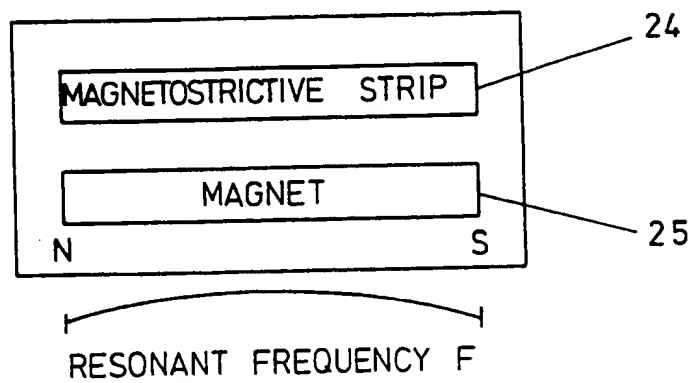 24
MAGNETOSTRICTIVE STRIP
MAGNET
25
N S
RESONANT FREQUENCY F